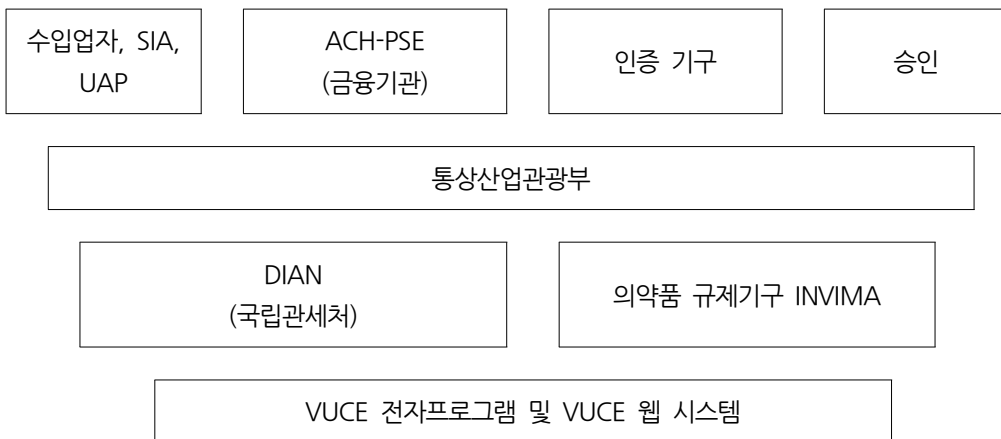 수입업자, SIA,
UAP
ACH-PSE
(금융기관)
인증 기구
승인
통상산업관광부
DIAN
(국립관세처)
의약품 규제기구 INVIMA
VUCE 전자프로그램 및 VUCE 웹 시스템